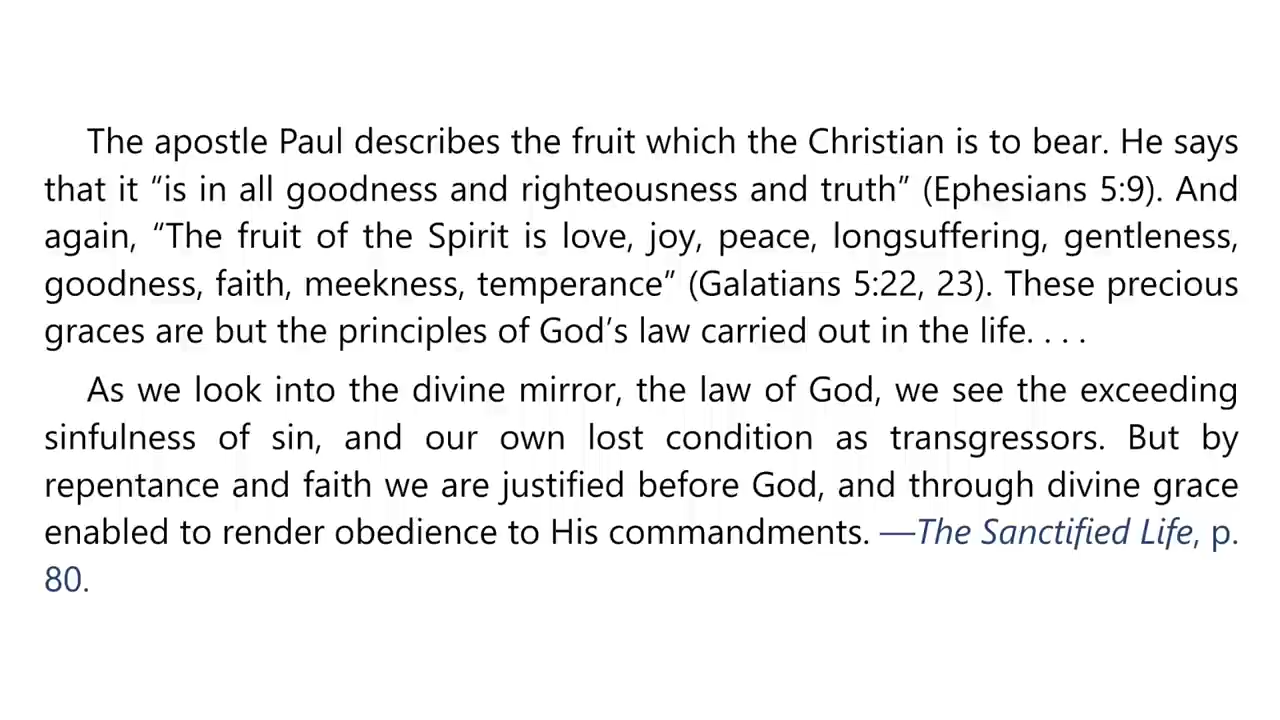 The apostle Paul describes the fruit which the Christian is to bear. He says
that it “is in all goodness and righteousness and truth” (Ephesians 5:9). And
again, “The fruit of the Spirit is love, joy, peace, longsuffering, gentleness,
goodness, faith, meekness, temperance” (Galatians 5:22, 23). These precious
graces are but the principles of God’s law carried out in the life. . . .
As we look into the divine mirror, the law of God, we see the exceeding
sinfulness of sin, and our own lost condition as transgressors. But by
repentance and faith we are justified before God, and through divine grace
enabled to render obedience to His commandments. —The Sanctified Life, p.
80.